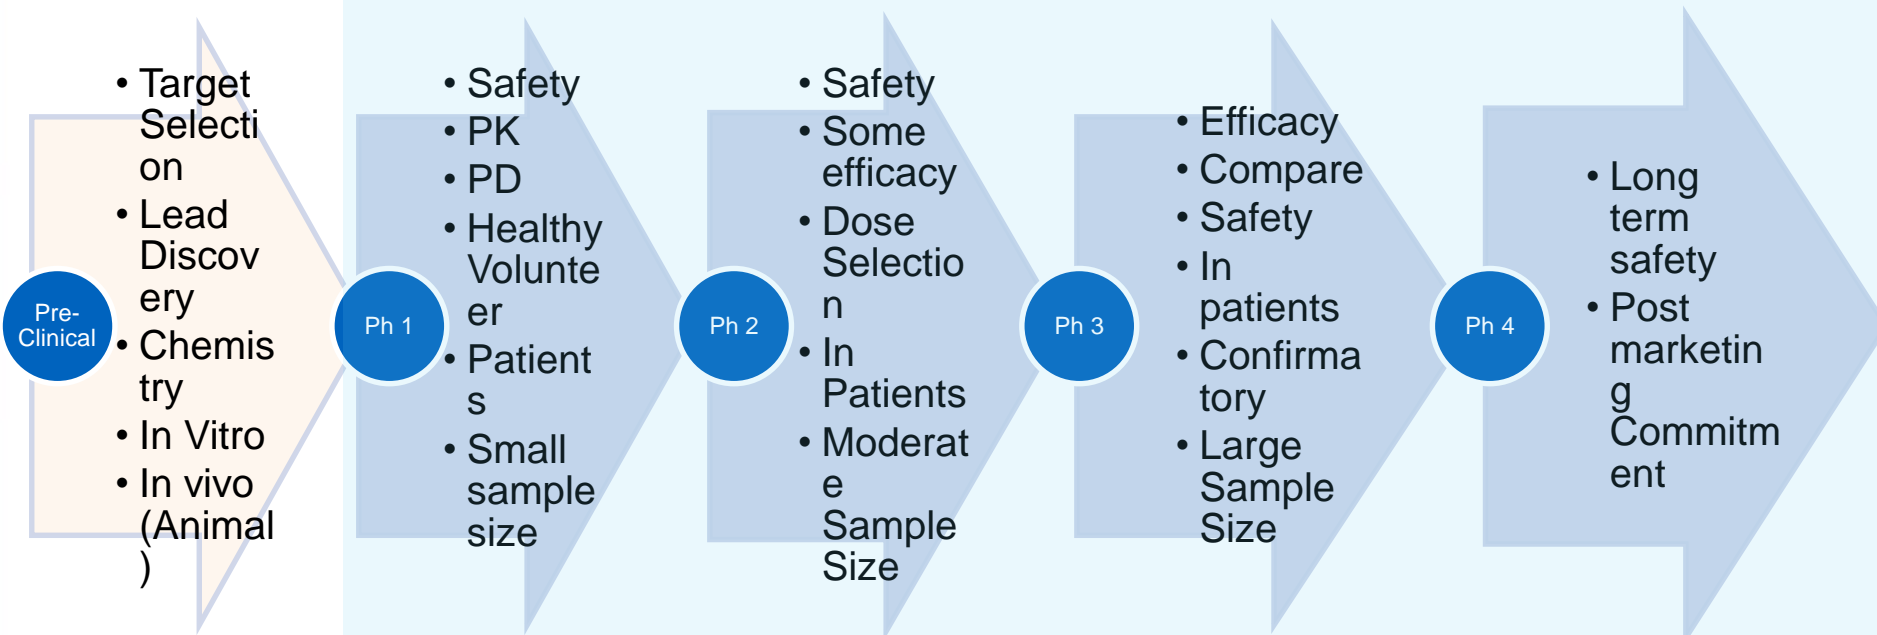 Pre-
Clinical
• Target
Selecti
on
• Lead
Discov
ery
• Chemis
try
• In Vitro
• In vivo
(Animal
)
Ph 1
• Safety
• PK
• PD
• Healthy
Volunte
er
• Patient
s
• Small
sample
size
Ph 2
• Safety
• Some
efficacy
• Dose
Selectio
n
• In
Patients
• Moderat
e
Sample
Size
Ph 3
• Efficacy
• Compare
• Safety
• In
patients
• Confirma
tory
• Large
Sample
Size
Ph 4
• Long
term
safety
• Post
marketin
g
Commitm
ent